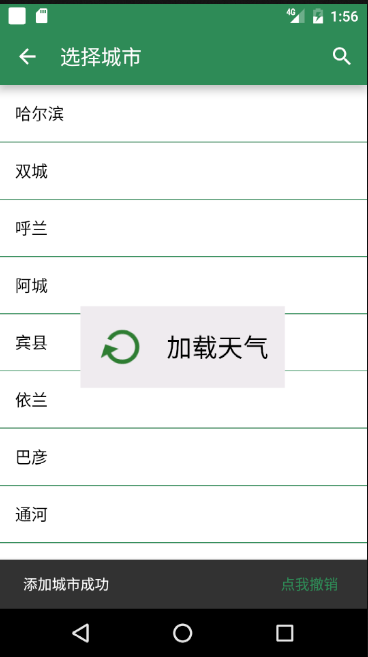 4G 1:56
选择城市
哈尔滨
双城
呼兰
阿城
宾县
加载天气
依兰
巴彦
通河
添加城市成功 点我撤销